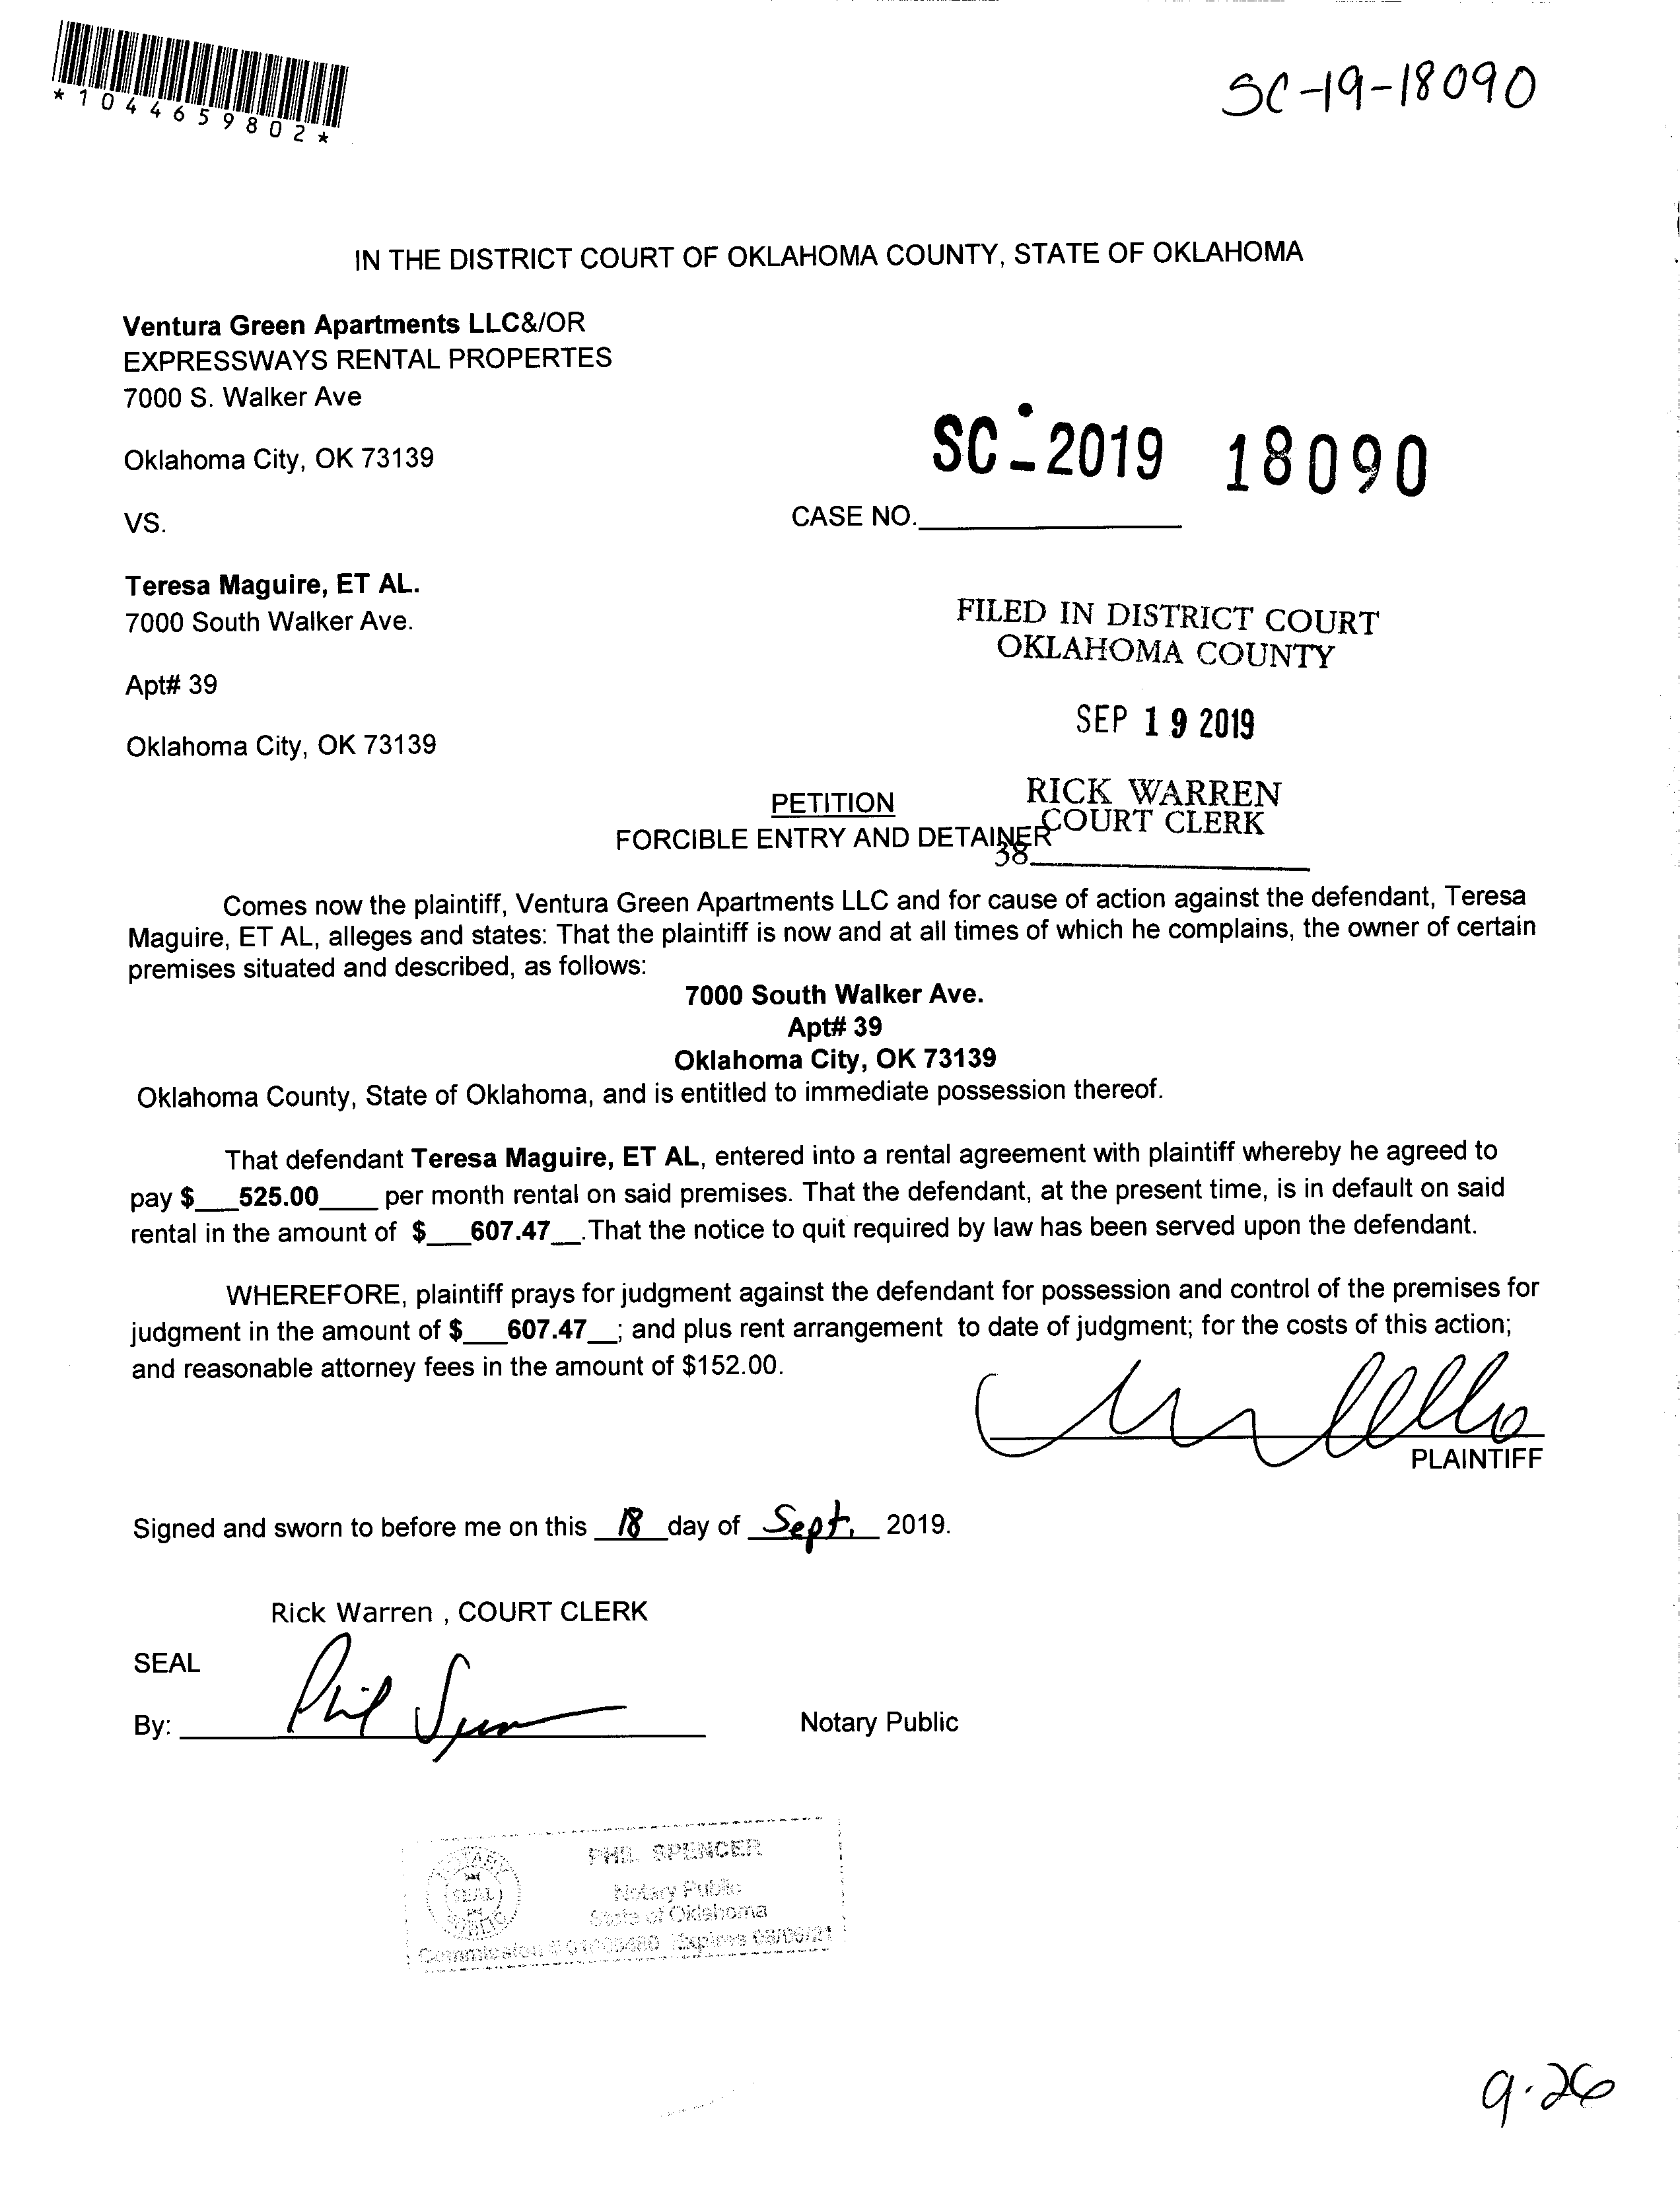 *1044659802*
SC-19-18090
IN THE DISTRICT COURT OF OKLAHOMA COUNTY, STATE OF OKLAHOMA
Ventura Green Apartments LLC&/OR
EXPRESSWAYS RENTAL PROPERTES
7000 S. Walker Ave
Oklahoma City, OK 73139
SC-2019 18090
VS.
CASE NO.
Teresa Maguire, ET AL.
7000 South Walker Ave.
Apt# 39
Oklahoma City, OK 73139
FILED IN DISTRICT COURT
OKLAHOMA COUNTY
SEP 19 2019
RICK WARREN
COURT CLERK
38
PETITION
FORCIBLE ENTRY AND DETAINER
Comes now the plaintiff, Ventura Green Apartments LLC and for cause of action against the defendant, Teresa
Maguire, ET AL, alleges and states: That the plaintiff is now and at all times of which he complains, the owner of certain
premises situated and described, as follows:
7000 South Walker Ave.
Apt# 39
Oklahoma City, OK 73139
Oklahoma County, State of Oklahoma, and is entitled to immediate possession thereof.
That defendant Teresa Maguire, ET AL, entered into a rental agreement with plaintiff whereby he agreed to
pay $___525.00____ per month rental on said premises. That the defendant, at the present time, is in default on said
rental in the amount of $___607.47__.That the notice to quit required by law has been served upon the defendant.
WHEREFORE, plaintiff prays for judgment against the defendant for possession and control of the premises for
judgment in the amount of $___607.47__; and plus rent arrangement to date of judgment; for the costs of this action;
and reasonable attorney fees in the amount of $152.00.
PLAINTIFF
Signed and sworn to before me on this 18 day of Sept. 2019.
Rick Warren , COURT CLERK
SEAL
By: Phil Spencer Notary Public
NOTARY
SEAL
PUBLIC
PHIL SPENCER
Notary Public
State of Oklahoma
Commission # 01005480 Expires 08/06/21
9-26